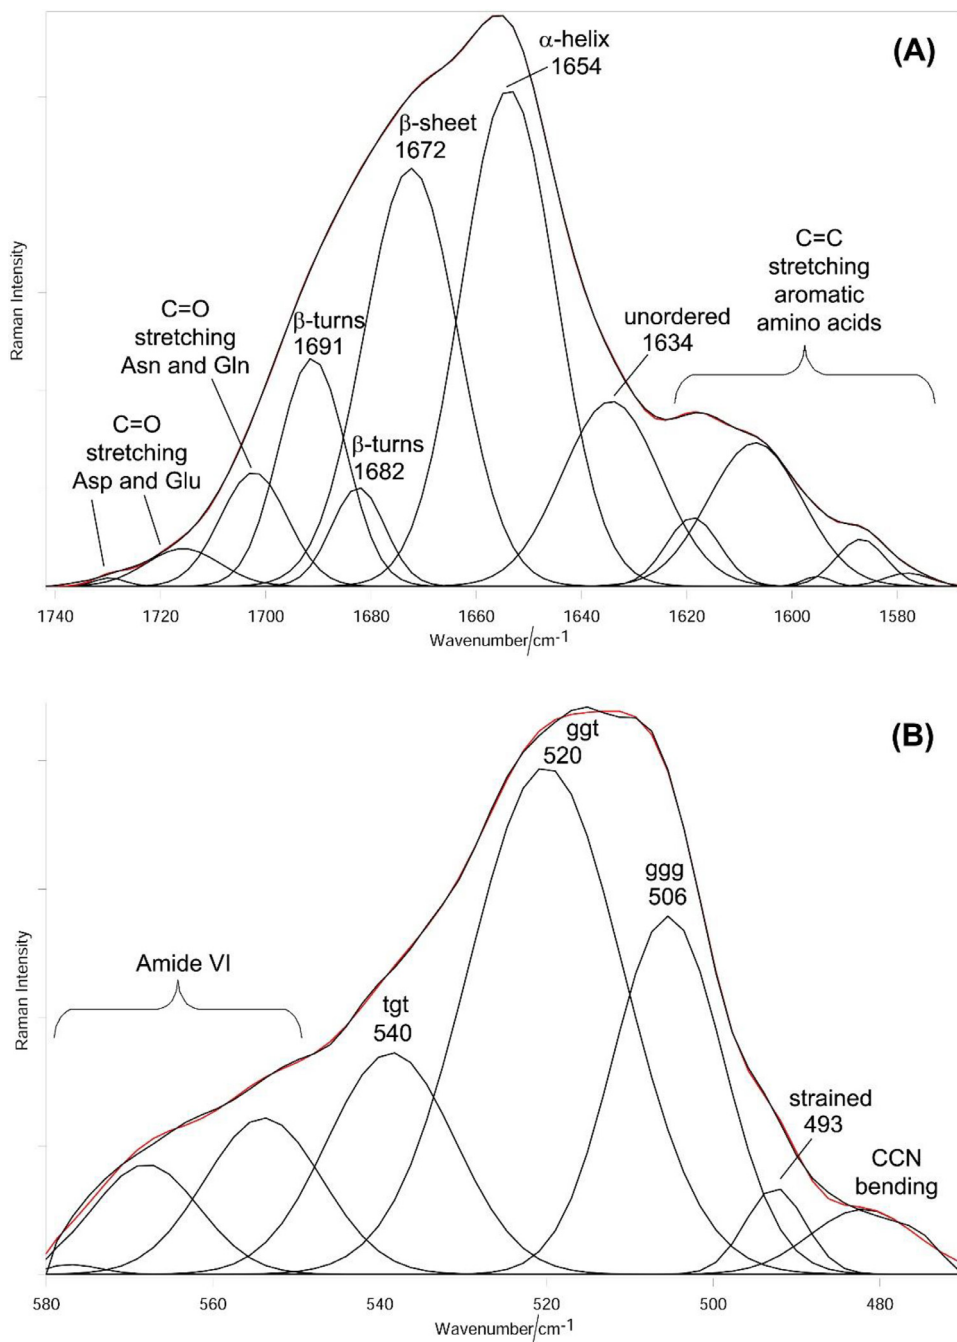 (A)
α-helix
1654
β-sheet
1672
C=C
stretching
aromatic
amino acids
C=O
stretching
Asn and Gln
β-turns
1691
unordered
1634
C=O
stretching
Asp and Glu
β-turns
1682
Raman Intensity
1740 1720 1700 1680 1660 1640 1620 1600 1580
Wavenumber/cm-1
(B)
ggt
520
ggg
506
Amide VI
tgt
540
strained
493
CCN
bending
Raman Intensity
580 560 540 520 500 480
Wavenumber/cm-1